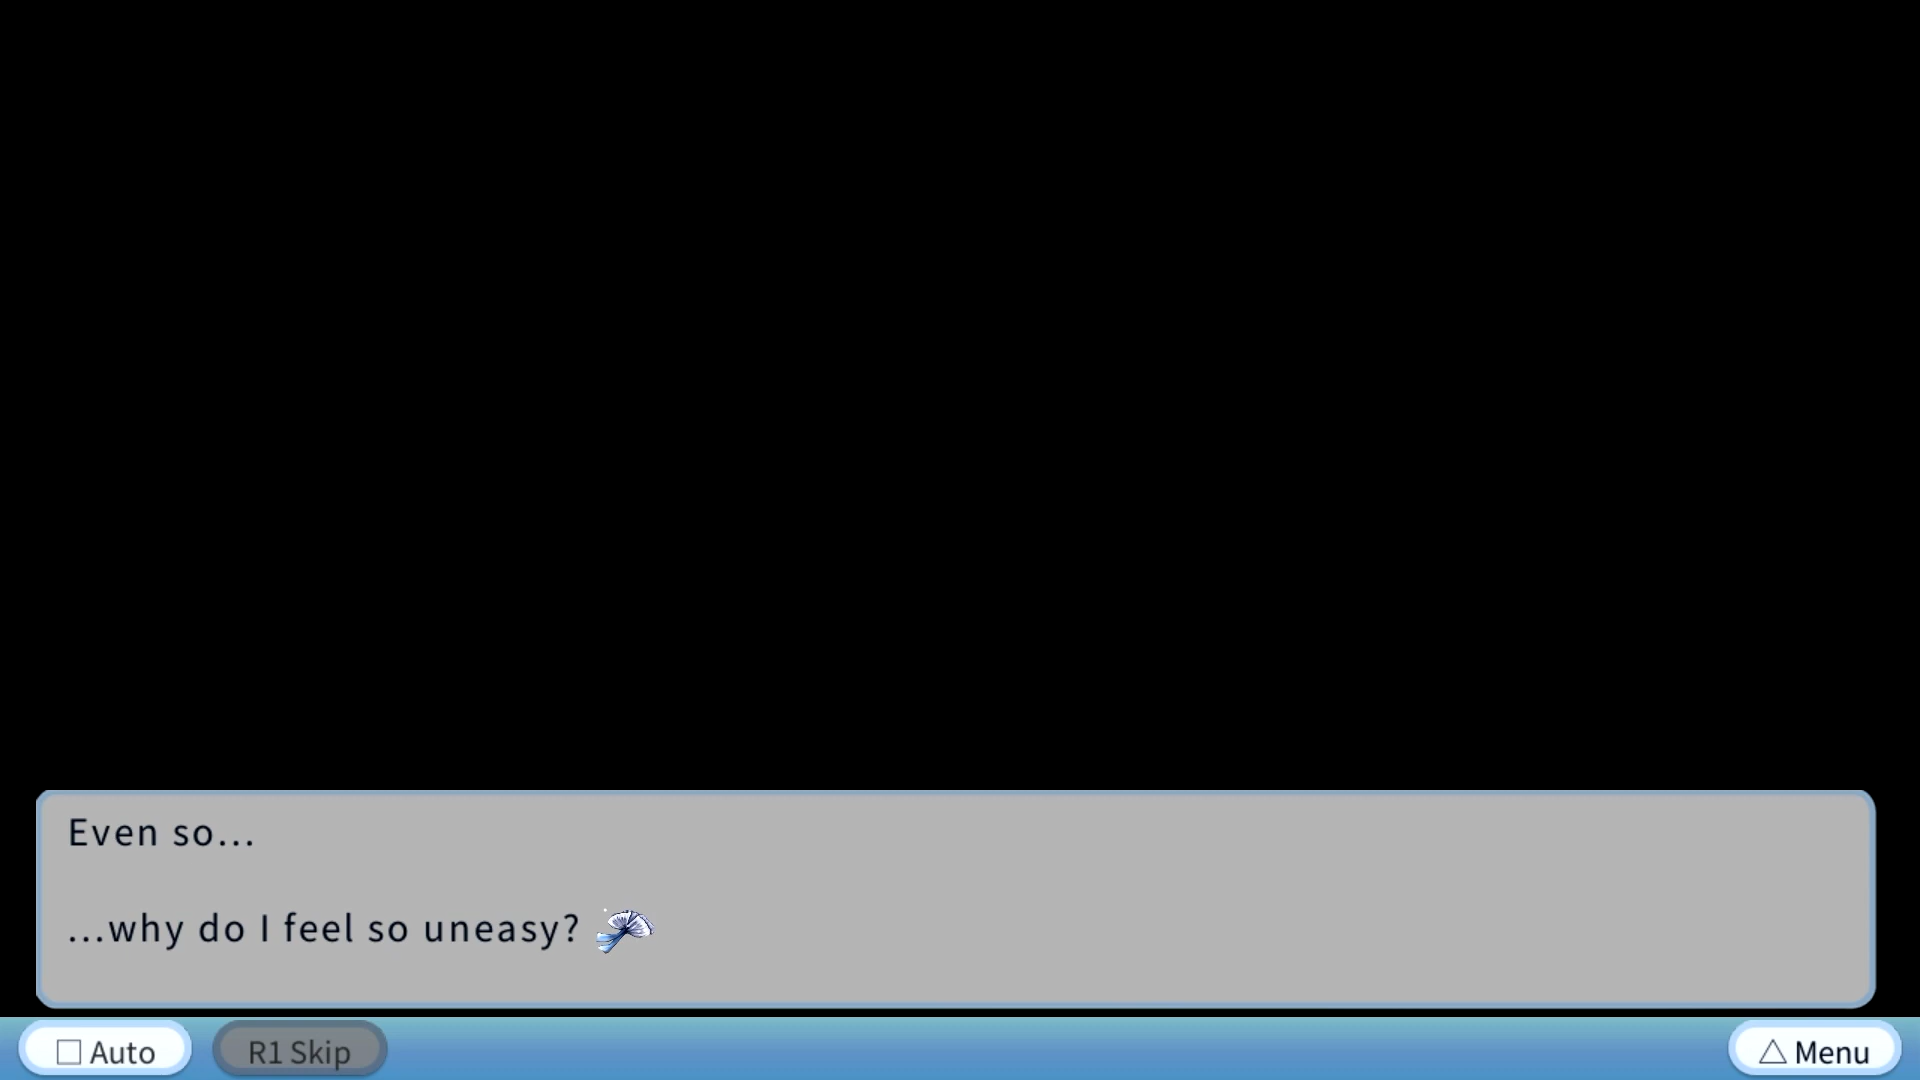 Even so...
...why do I feel so uneasy?
□ Auto
R1 Skip
△ Menu